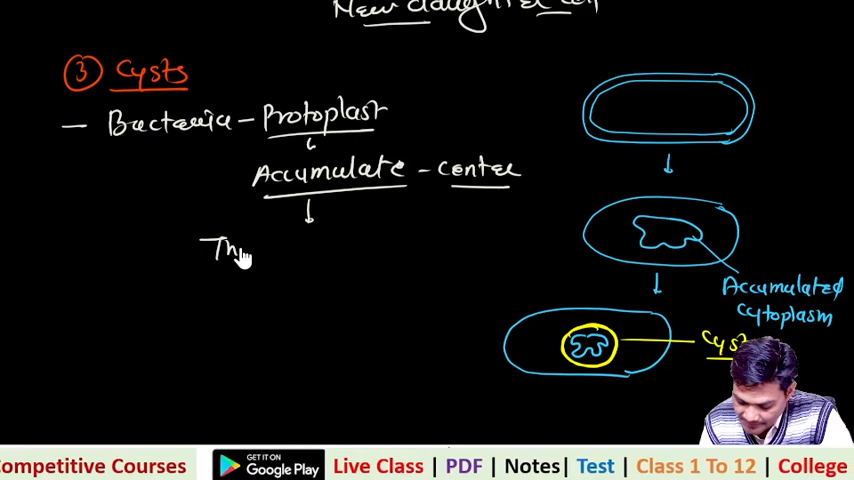 New daughter cell
③ Cysts
— Bacteria - Protoplast
Accumulate - center
Th
Accumulated
Cytoplasm
Cyst
Competitive Courses
GET IT ON
Google Play
Live Class | PDF | Notes| Test | Class 1 To 12 | College